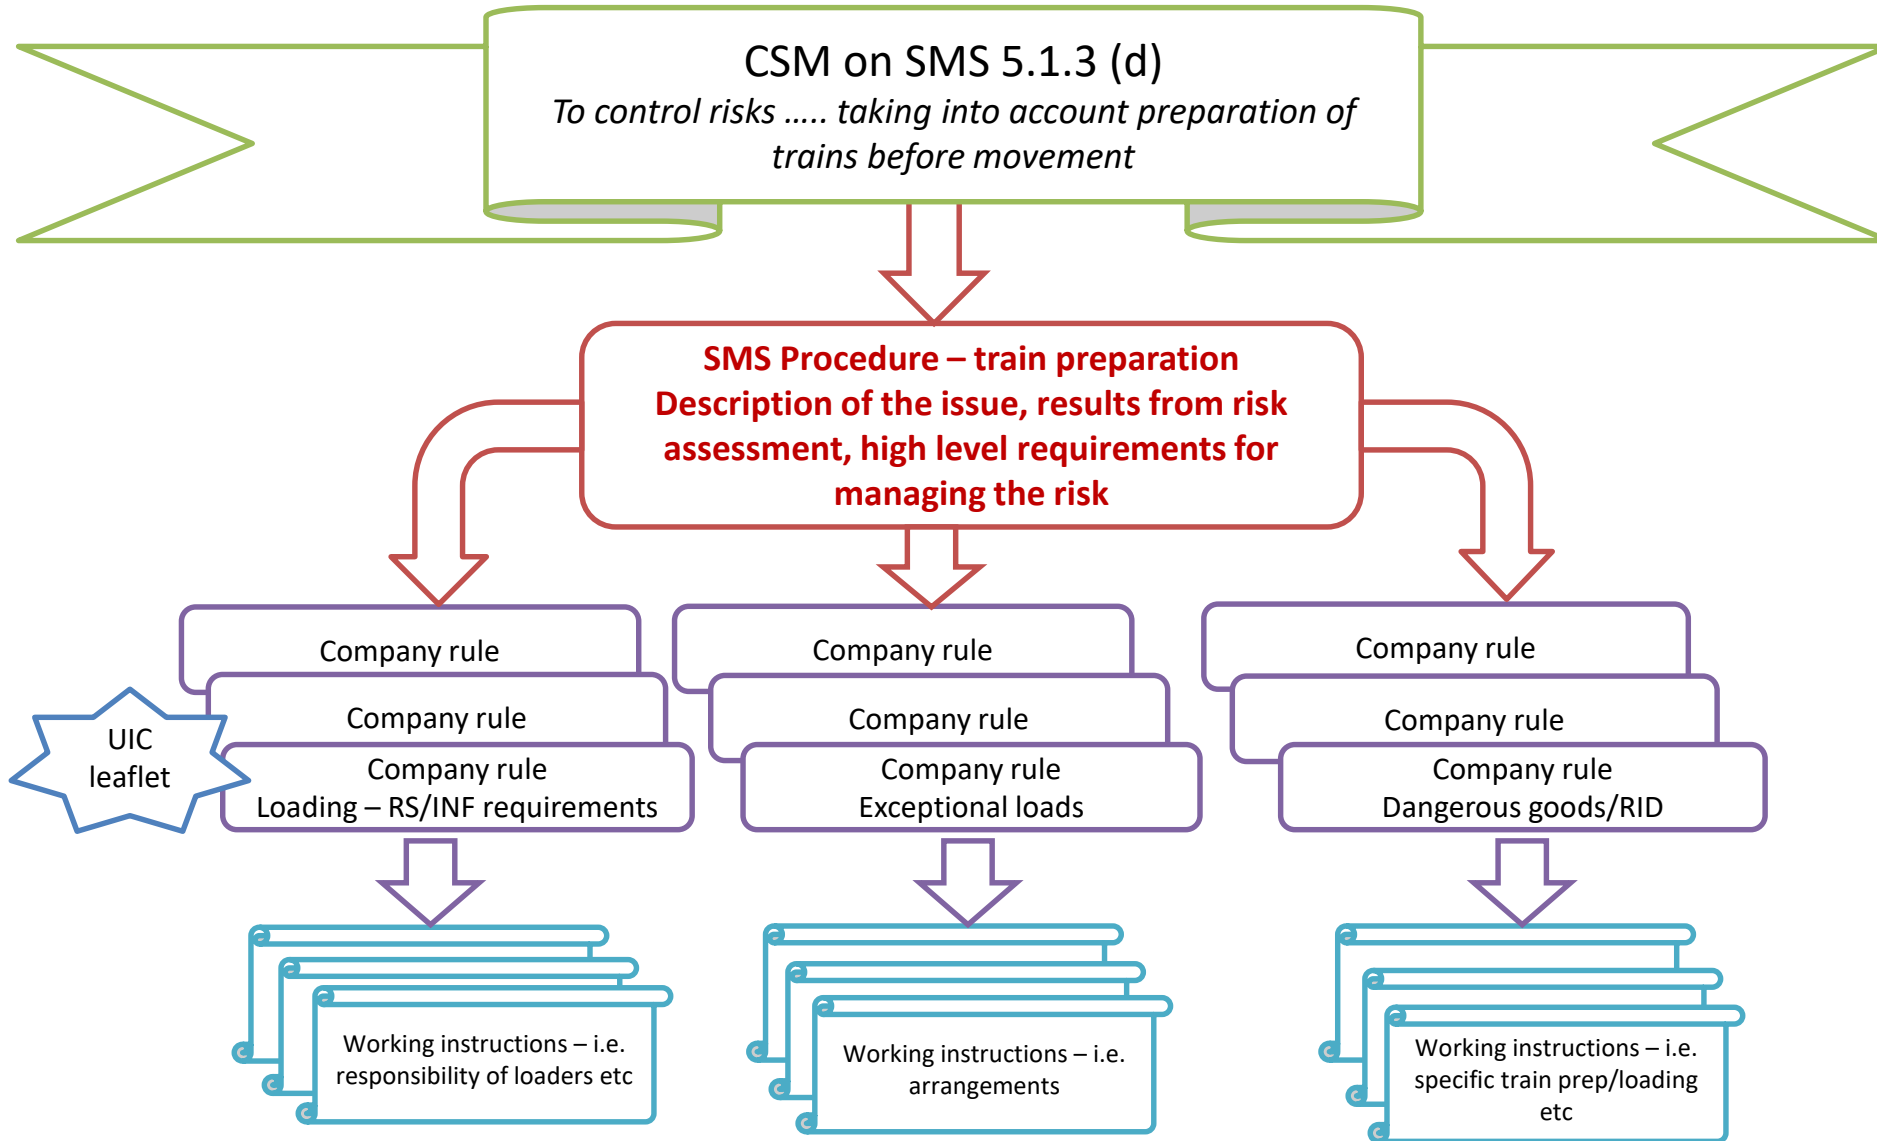 CSM on SMS 5.1.3 (d)
To control risks ..... taking into account preparation of
trains before movement
SMS Procedure – train preparation
Description of the issue, results from risk
assessment, high level requirements for
managing the risk
Company rule
Company rule
Company rule
Loading – RS/INF requirements
UIC
leaflet
Company rule
Company rule
Company rule
Exceptional loads
Company rule
Company rule
Company rule
Dangerous goods/RID
Working instructions – i.e.
responsibility of loaders etc
Working instructions – i.e.
arrangements
Working instructions – i.e.
specific train prep/loading
etc